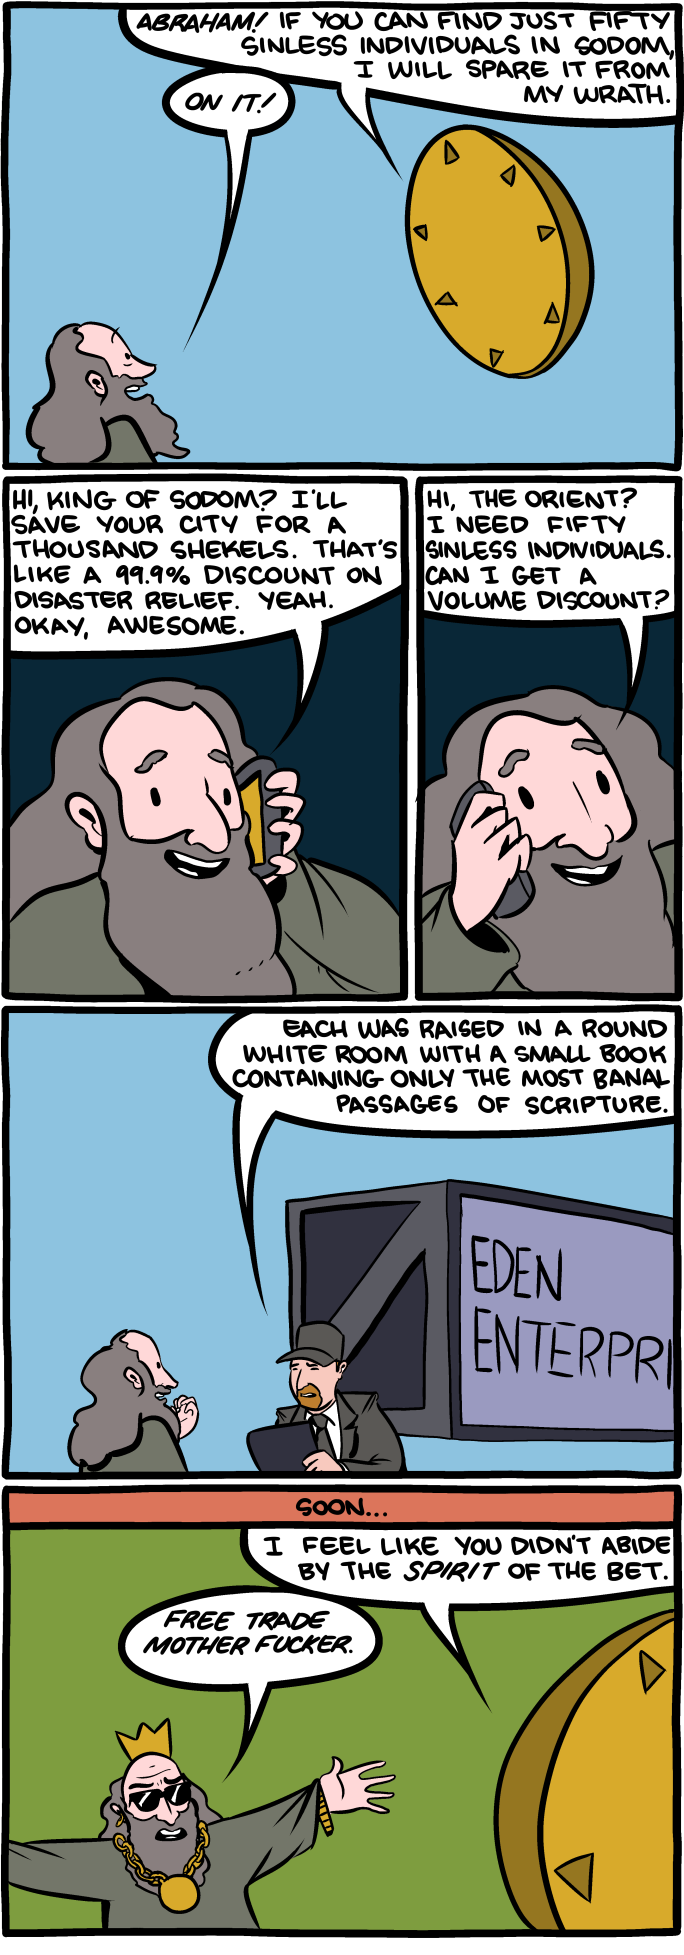 ABRAHAM! IF YOU CAN FIND JUST FIFTY
SINLESS INDIVIDUALS IN SODOM,
I WILL SPARE IT FROM
MY WRATH.
ON IT!
HI, KING OF SODOM? I'LL
SAVE YOUR CITY FOR A
THOUSAND SHEKELS. THAT'S
LIKE A 99.9% DISCOUNT ON
DISASTER RELIEF. YEAH.
OKAY, AWESOME.
HI, THE ORIENT?
I NEED FIFTY
SINLESS INDIVIDUALS.
CAN I GET A
VOLUME DISCOUNT?
EACH WAS RAISED IN A ROUND
WHITE ROOM WITH A SMALL BOOK
CONTAINING ONLY THE MOST BANAL
PASSAGES OF SCRIPTURE.
EDEN
ENTERPRI
SOON...
I FEEL LIKE YOU DIDN'T ABIDE
BY THE SPIRIT OF THE BET.
FREE TRADE
MOTHER FUCKER.